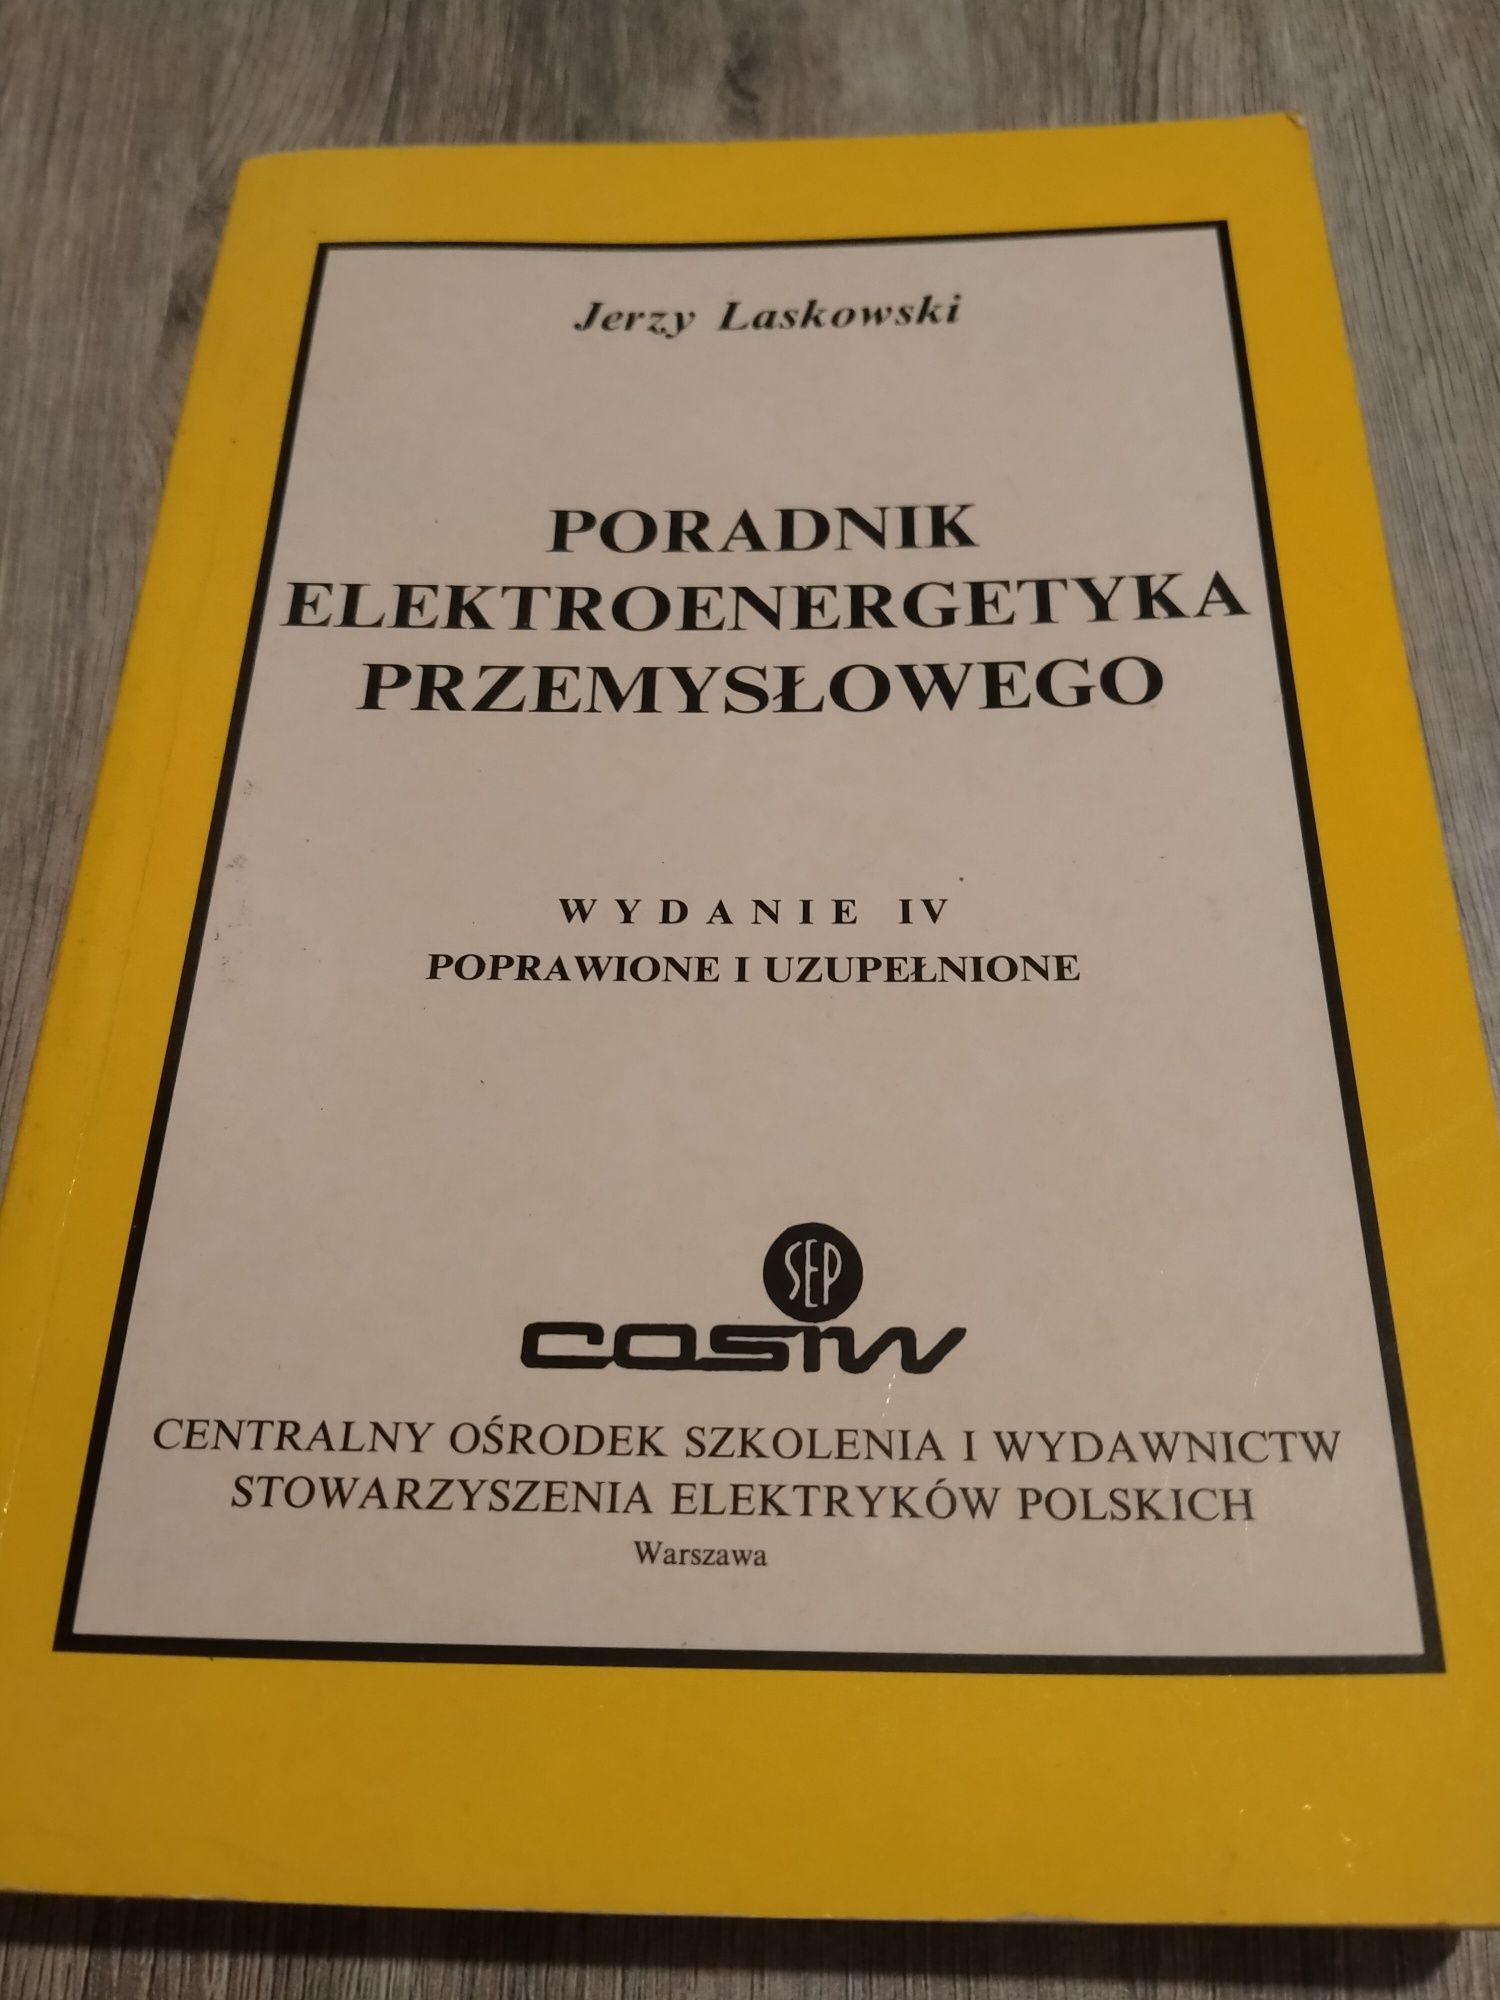 Jerzy Laskowski
PORADNIK
ELEKTROENERGETYKA
PRZEMYSŁOWEGO
WYDANIE IV
POPRAWIONE I UZUPEŁNIONE
SEP
COSiW
CENTRALNY OŚRODEK SZKOLENIA I WYDAWNICTW
STOWARZYSZENIA ELEKTRYKÓW POLSKICH
Warszawa